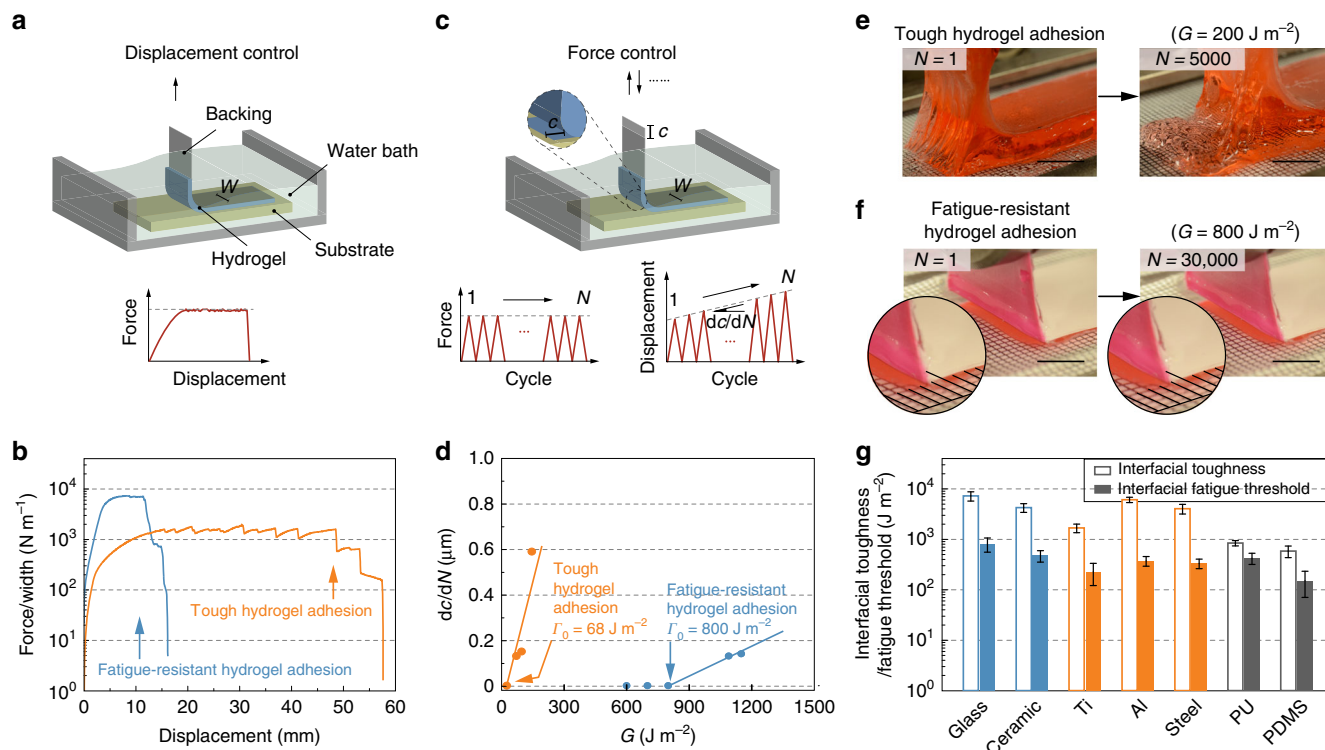 a
Displacement control
Backing
Water bath
W
Substrate
Hydrogel
Force
Displacement
c
Force control
......
c
c
W
1
N
...
Force
Cycle
1
N
dc/dN
...
Displacement
Cycle
e
Tough hydrogel adhesion
(G = 200 J m⁻²)
N = 1
N = 5000
f
Fatigue-resistant
hydrogel adhesion
(G = 800 J m⁻²)
N = 1
N = 30,000
b
Force/width (N m⁻¹)
10⁴
10³
10²
10¹
10⁰
Tough hydrogel adhesion
Fatigue-resistant hydrogel adhesion
0 10 20 30 40 50 60
Displacement (mm)
d
dc/dN (μm)
1.0
0.8
0.6
0.4
0.2
0
Tough
hydrogel
adhesion
Γ₀ = 68 J m⁻²
Fatigue-resistant
hydrogel adhesion
Γ₀ = 800 J m⁻²
0 300 600 900 1200 1500
G (J m⁻²)
g
Interfacial toughness
/fatigue threshold (J m⁻²)
Interfacial toughness
Interfacial fatigue threshold
10⁴
10³
10²
10¹
10⁰
Glass
Ceramic
Ti
Al
Steel
PU
PDMS